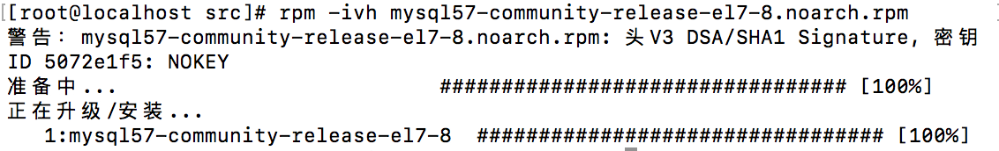 [[root@localhost src]# rpm -ivh mysql57-community-release-el7-8.noarch.rpm
警告：mysql57-community-release-el7-8.noarch.rpm: 头V3 DSA/SHA1 Signature, 密钥
ID 5072e1f5: NOKEY
准备中... ################################# [100%]
正在升级/安装...
1:mysql57-community-release-el7-8 ################################# [100%]